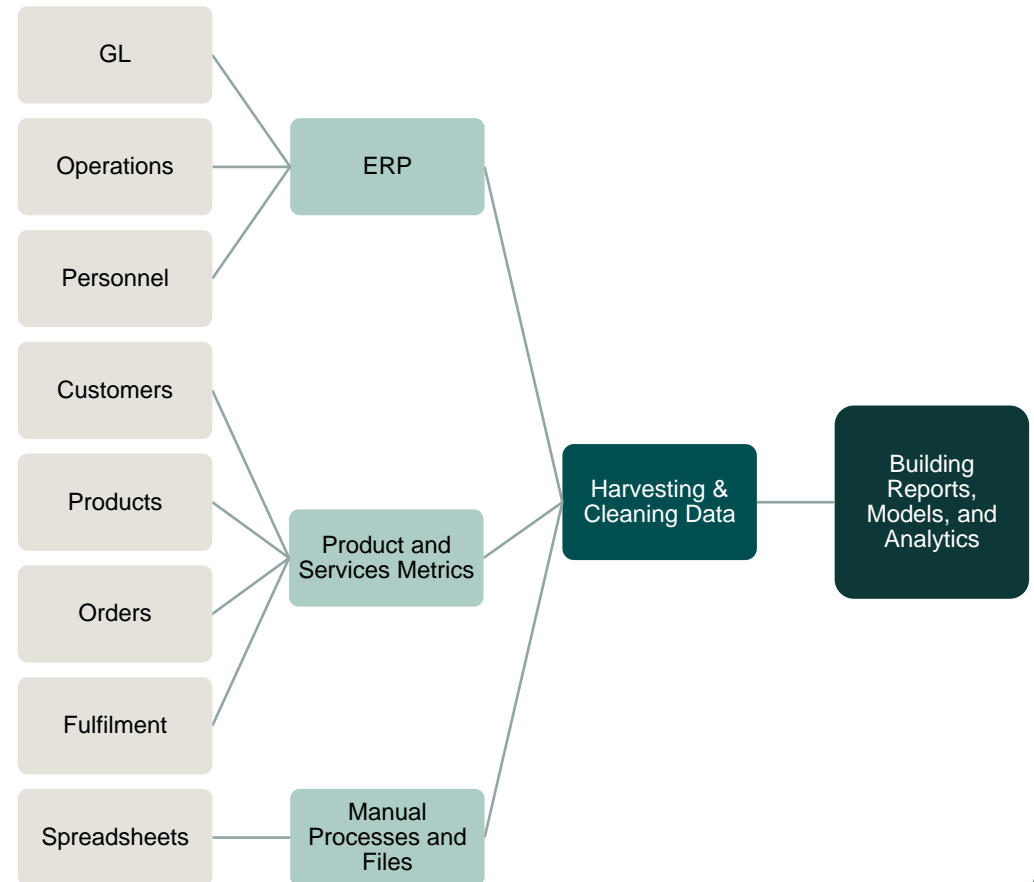 GL
Operations
Personnel
Customers
Products
Orders
Fulfilment
Spreadsheets
ERP
Product and
Services Metrics
Manual
Processes and
Files
Harvesting &
Cleaning Data
Building
Reports,
Models, and
Analytics